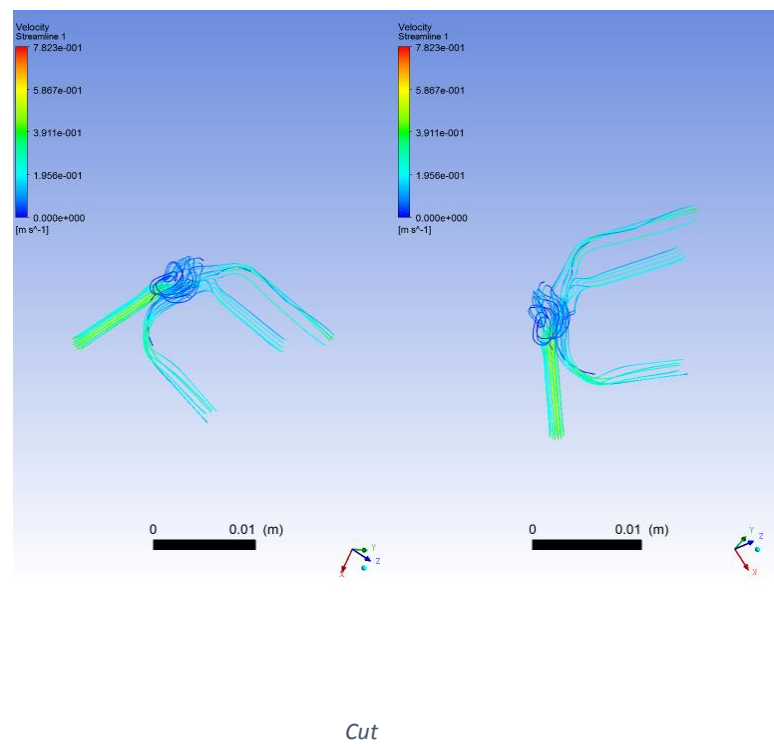 Velocity
Streamline 1
7.823e-001
5.867e-001
3.911e-001
1.956e-001
0.000e+000
[m s^-1]
0 0.01 (m)
Y
Z
X
Velocity
Streamline 1
7.823e-001
5.867e-001
3.911e-001
1.956e-001
0.000e+000
[m s^-1]
0 0.01 (m)
Y
Z
X
Cut